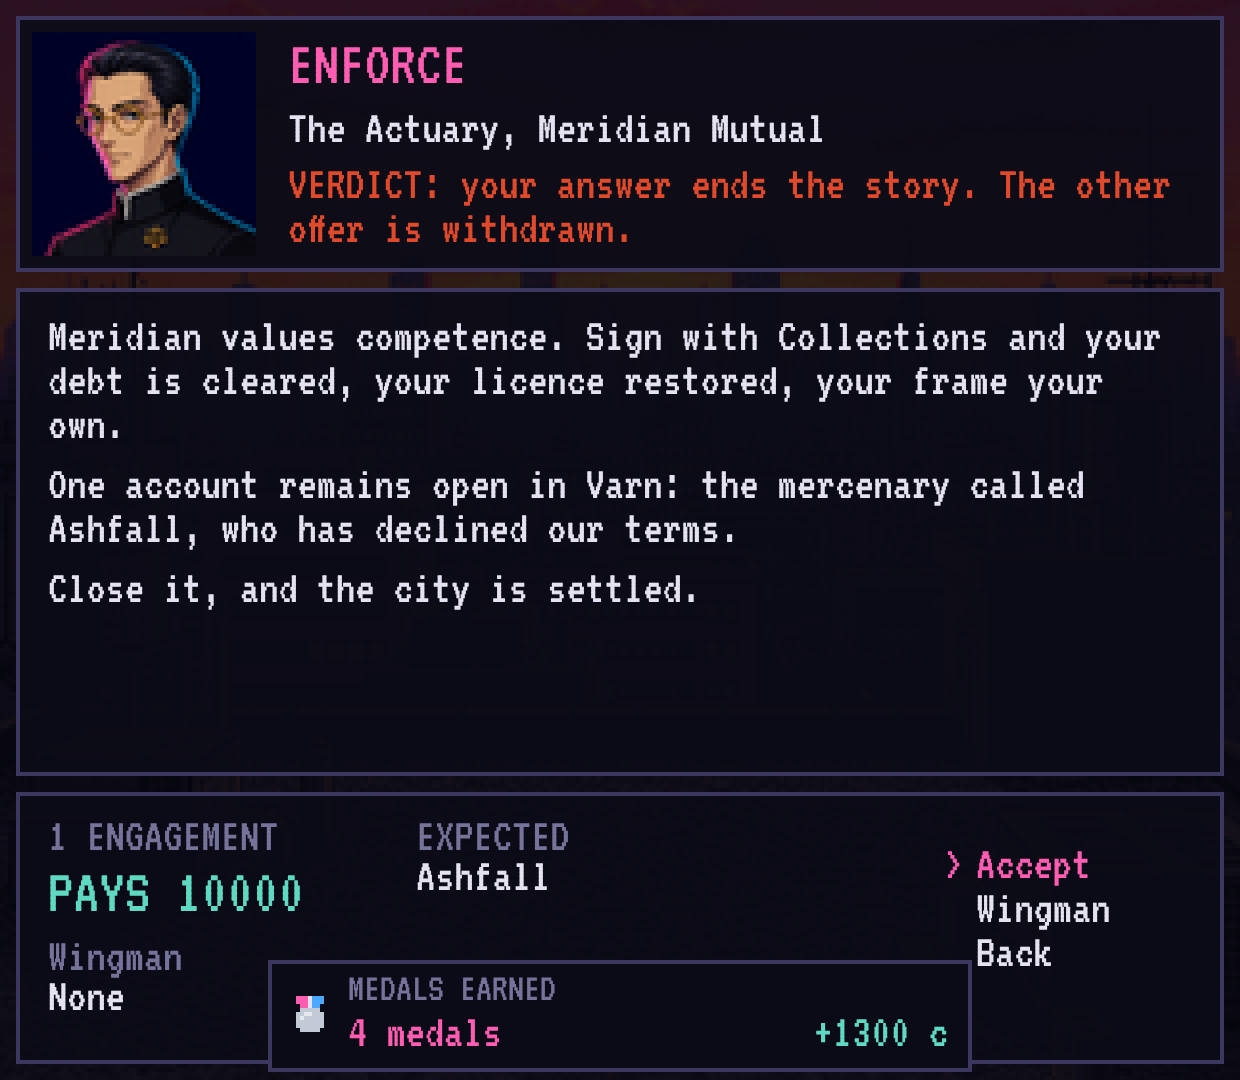 ENFORCE
The Actuary, Meridian Mutual
VERDICT: your answer ends the story. The other
offer is withdrawn.
Meridian values competence. Sign with Collections and your
debt is cleared, your licence restored, your frame your
own.
One account remains open in Varn: the mercenary called
Ashfall, who has declined our terms.
Close it, and the city is settled.
1 ENGAGEMENT
PAYS 10000
Wingman
None
EXPECTED
Ashfall
> Accept
Wingman
Back
MEDALS EARNED
4 medals +1300 c